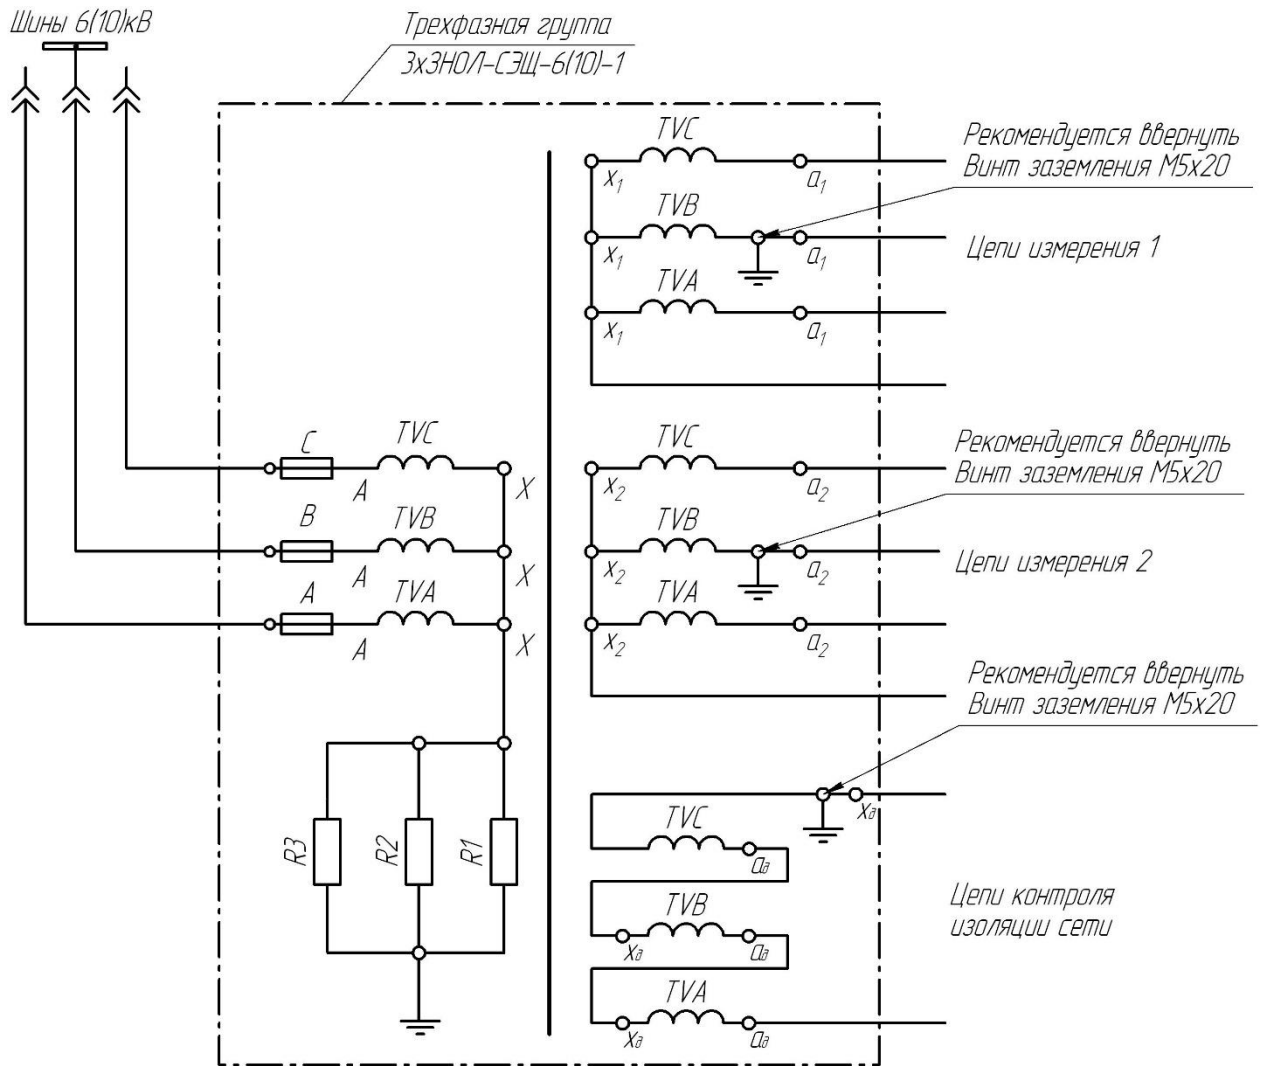 Шины 6(10)кВ
Трехфазная группа
3х3НОЛ-СЭЩ-6(10)-1
TVC
x₁
a₁
Рекомендуется ввернуть
Винт заземления М5х20
TVB
x₁
a₁
Цепи измерения 1
TVA
x₁
a₁
C
A
TVC
X
B
A
TVB
X
A
A
TVA
X
TVC
x₂
a₂
Рекомендуется ввернуть
Винт заземления М5х20
TVB
x₂
a₂
Цепи измерения 2
TVA
x₂
a₂
Рекомендуется ввернуть
Винт заземления М5х20
R3
R2
R1
xд
TVC
aд
TVB
xд
aд
Цепи контроля
изоляции сети
TVA
xд
aд